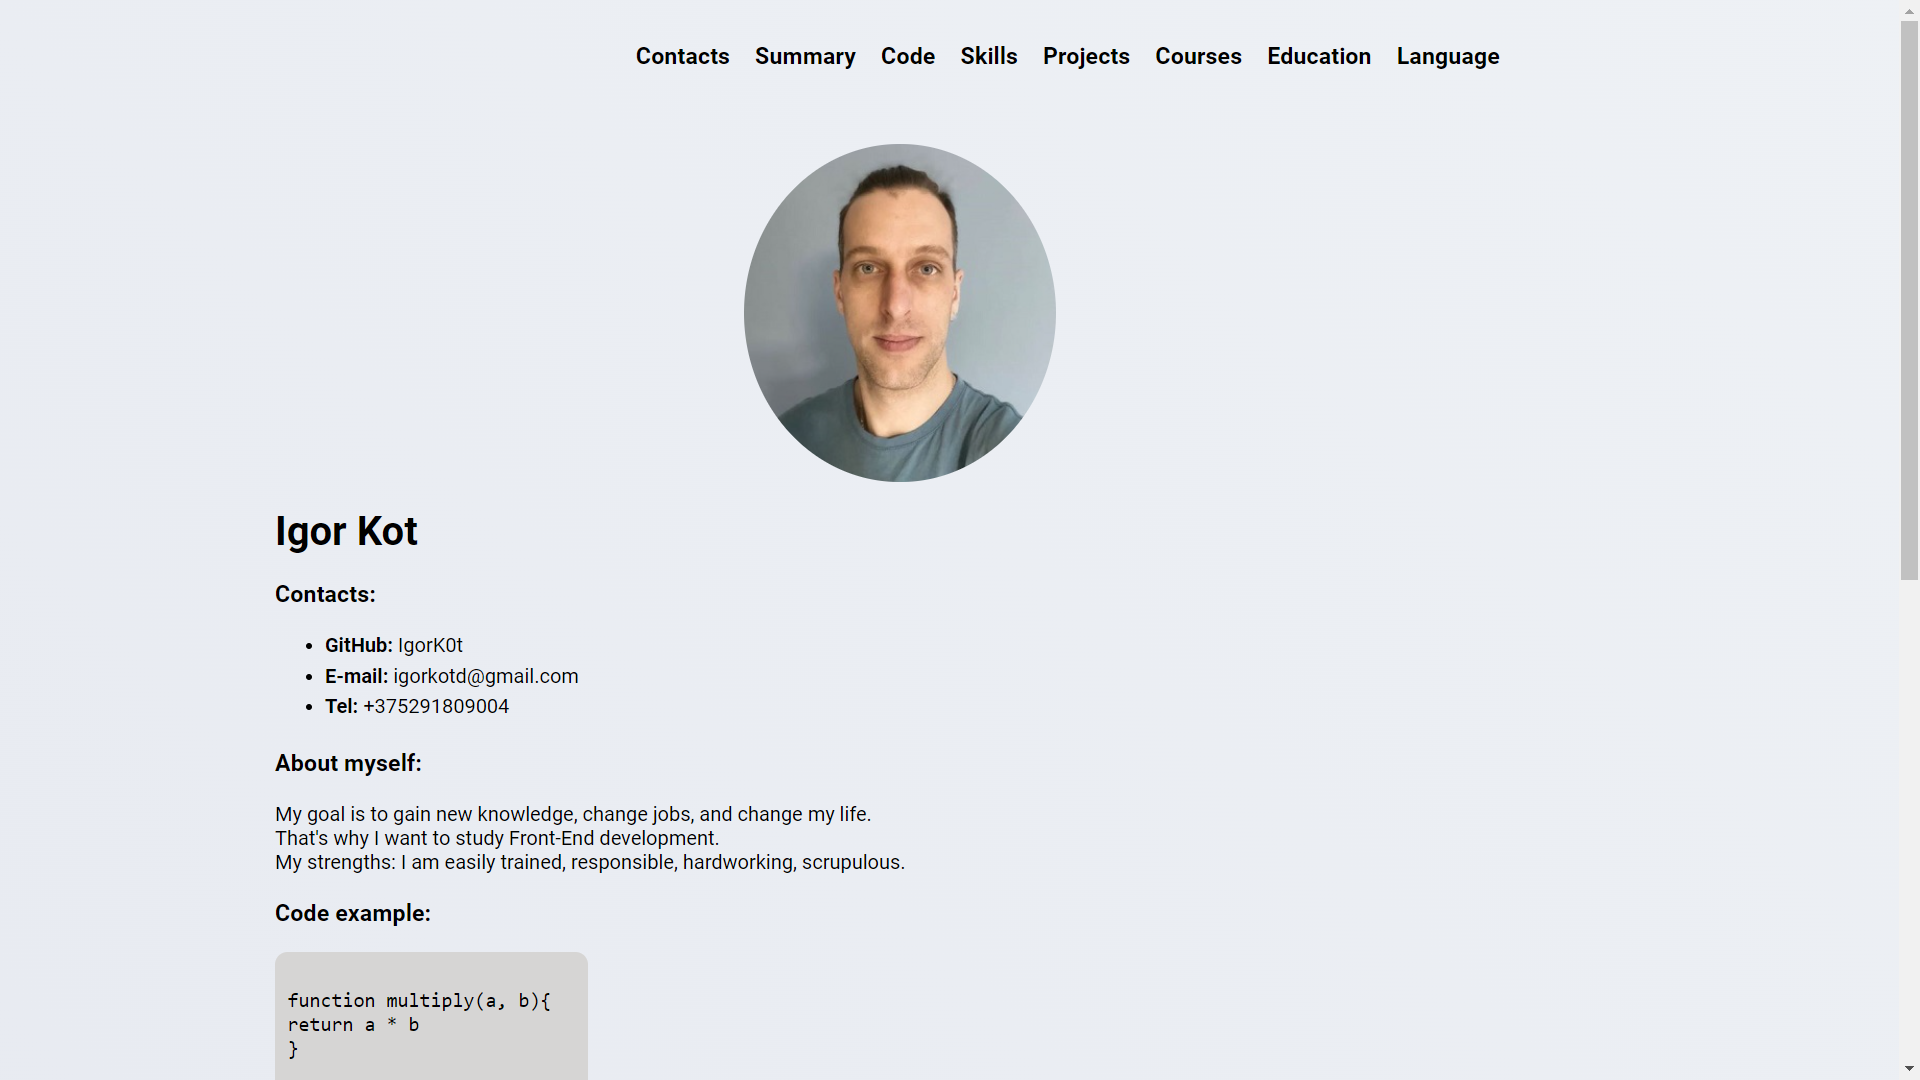 Contacts Summary Code Skills Projects Courses Education Language
Igor Kot
Contacts:
GitHub: IgorK0t
E-mail: igorkotd@gmail.com
Tel: +375291809004
About myself:
My goal is to gain new knowledge, change jobs, and change my life.
That's why I want to study Front-End development.
My strengths: I am easily trained, responsible, hardworking, scrupulous.
Code example:
function multiply(a, b){
return a * b
}